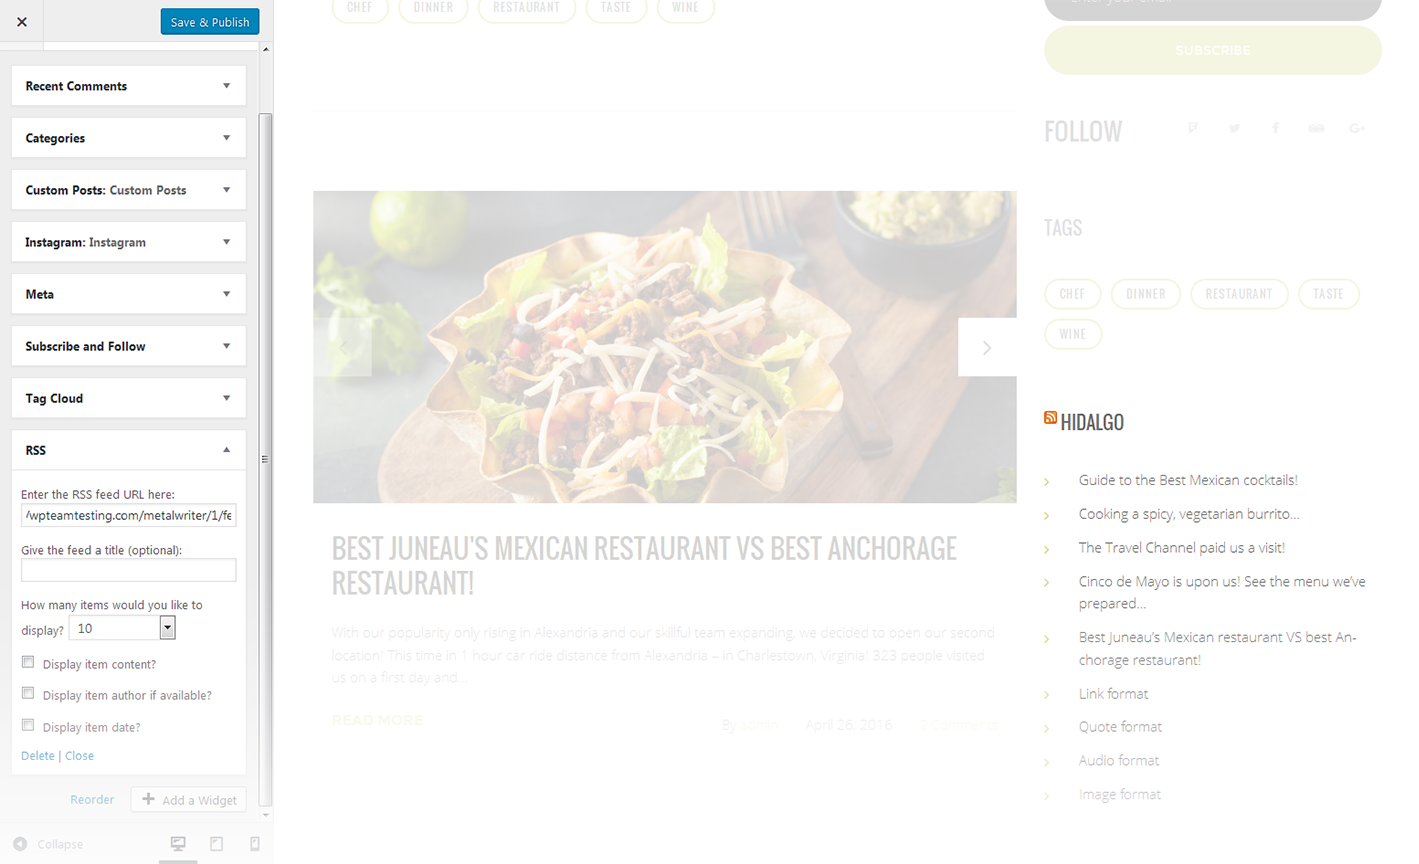 Save & Publish
Recent Comments
Categories
Custom Posts: Custom Posts
Instagram: Instagram
Meta
Subscribe and Follow
Tag Cloud
RSS
Enter the RSS feed URL here:
/wpteamtesting.com/metalwriter/1/fe
Give the feed a title (optional):
How many items would you like to
display? 10
Display item content?
Display item author if available?
Display item date?
Delete | Close
Reorder
Add a Widget
Collapse
CHEF DINNER RESTAURANT TASTE WINE
BEST JUNEAU'S MEXICAN RESTAURANT VS BEST ANCHORAGE
RESTAURANT!
With our popularity only rising in Alexandria and our skillful team expanding, we decided to open our second
location! This time in 1 hour car ride distance from Alexandria – in Charlestown, Virginia! 323 people visited
us on a first day and...
READ MORE
By admin April 26, 2016 2 Comments
enter your email
SUBSCRIBE
FOLLOW
TAGS
CHEF DINNER RESTAURANT TASTE
WINE
HIDALGO
Guide to the Best Mexican cocktails!
Cooking a spicy, vegetarian burrito...
The Travel Channel paid us a visit!
Cinco de Mayo is upon us! See the menu we've
prepared...
Best Juneau's Mexican restaurant VS best An-
chorage restaurant!
Link format
Quote format
Audio format
Image format